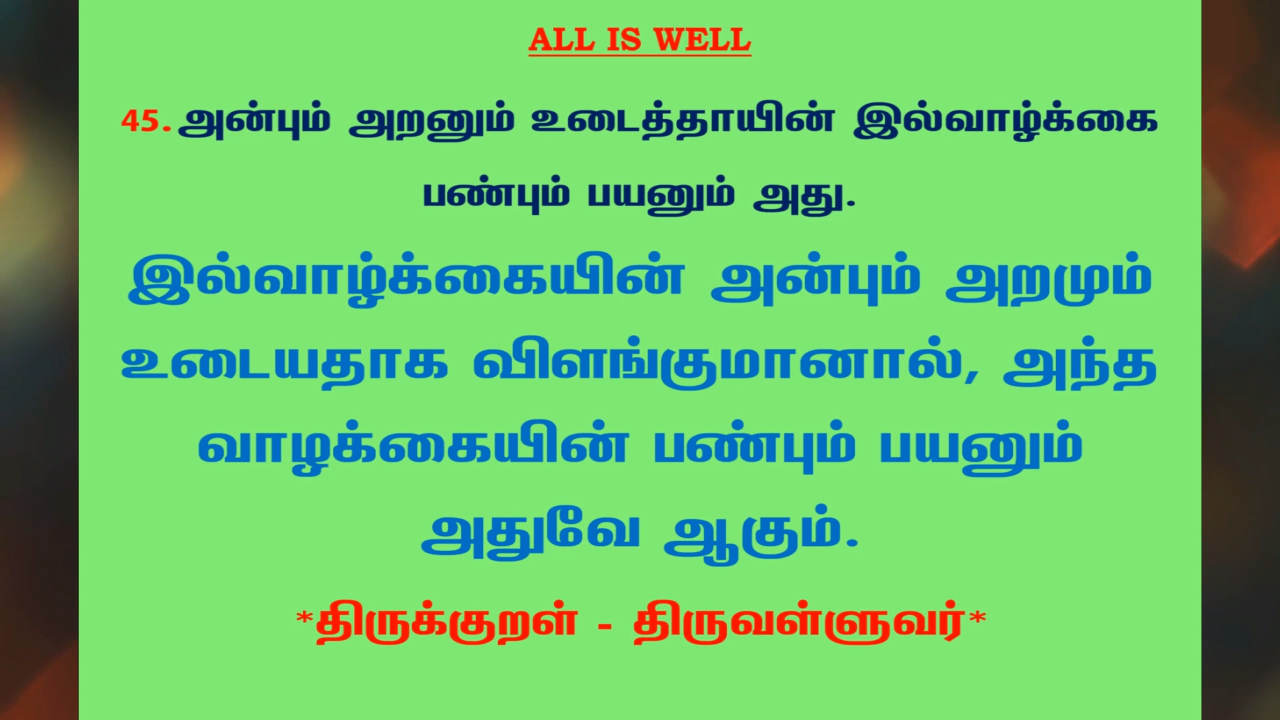 ALL IS WELL
45. அன்பும் அறனும் உடைத்தாயின் இல்வாழ்க்கை
பண்பும் பயனும் அது.
இல்வாழ்க்கையின் அன்பும் அறமும்
உடையதாக விளங்குமானால், அந்த
வாழக்கையின் பண்பும் பயனும்
அதுவே ஆகும்.
*திருக்குறள் - திருவள்ளுவர்*